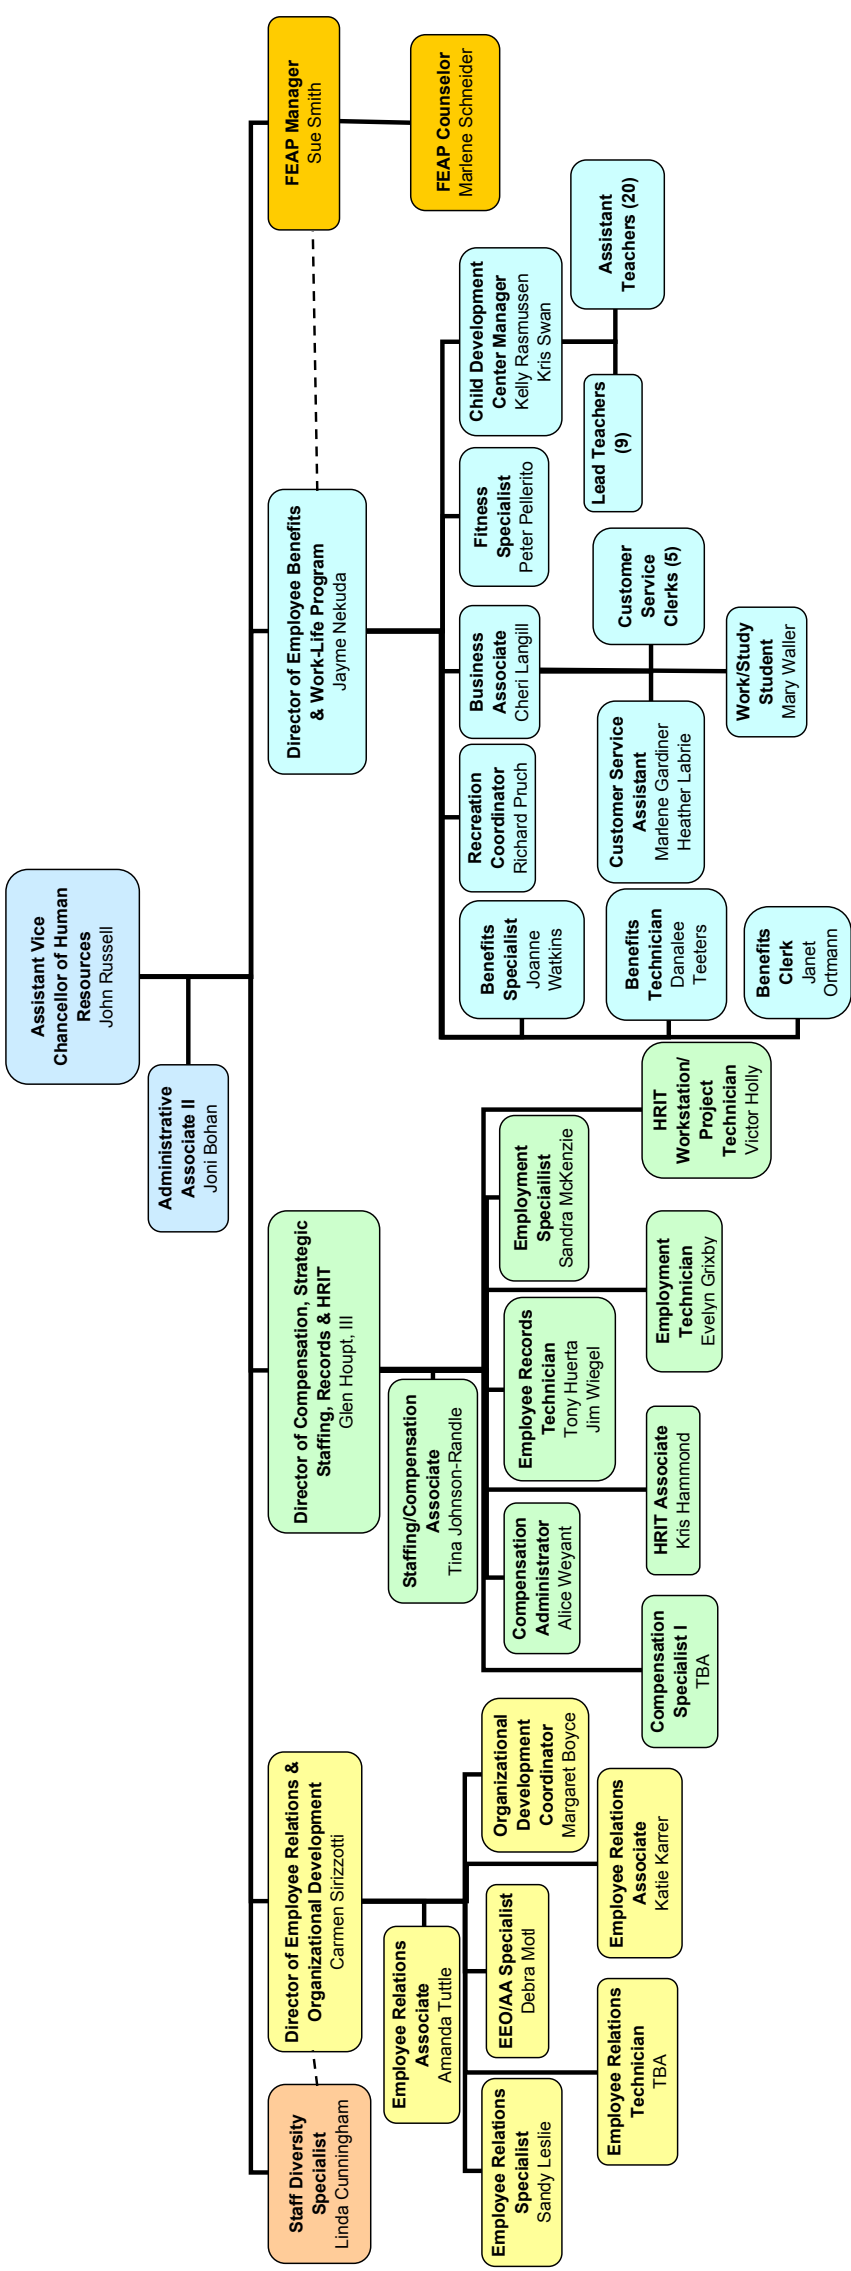 Assistant Vice
Chancellor of Human
Resources
John Russell
Administrative
Associate II
Joni Bohan
Staff Diversity
Specialist
Linda Cunningham
Director of Employee Relations &
Organizational Development
Carmen Sirizzotti
Director of Compensation, Strategic
Staffing, Records & HRIT
Glen Houpt, III
Director of Employee Benefits
& Work-Life Program
Jayme Nekuda
FEAP Manager
Sue Smith
FEAP Counselor
Marlene Schneider
Employee Relations
Associate
Amanda Tuttle
Employee Relations
Specialist
Sandy Leslie
EEO/AA Specialist
Debra Motl
Organizational
Development
Coordinator
Margaret Boyce
Employee Relations
Technician
TBA
Employee Relations
Associate
Katie Karrer
Staffing/Compensation
Associate
Tina Johnson-Randle
Compensation
Administrator
Alice Weyant
Employee Records
Technician
Tony Huerta
Jim Wiegel
Employment
Specialist
Sandra McKenzie
Compensation
Specialist I
TBA
HRIT Associate
Kris Hammond
Employment
Technician
Evelyn Grixby
HRIT
Workstation/
Project
Technician
Victor Holly
Benefits
Specialist
Joanne
Watkins
Recreation
Coordinator
Richard Pruch
Business
Associate
Cheri Langill
Fitness
Specialist
Peter Pellerito
Child Development
Center Manager
Kelly Rasmussen
Kris Swan
Benefits
Technician
Danalee
Teeters
Customer Service
Assistant
Marlene Gardiner
Heather Labrie
Customer
Service
Clerks (5)
Lead Teachers
(9)
Assistant
Teachers (20)
Benefits
Clerk
Janet
Ortmann
Work/Study
Student
Mary Waller